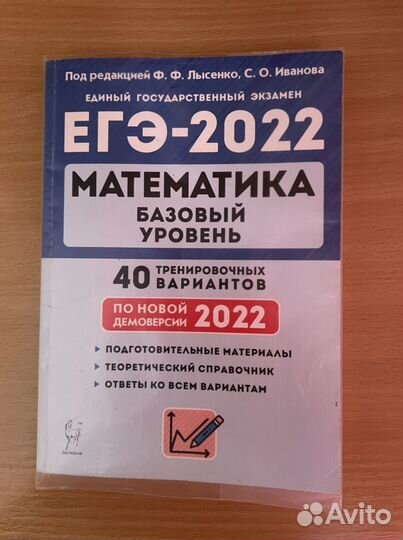 Под редакцией Ф. Ф. Лысенко, С. О. Иванова
ЕДИНЫЙ ГОСУДАРСТВЕННЫЙ ЭКЗАМЕН
ЕГЭ-2022
МАТЕМАТИКА
БАЗОВЫЙ
УРОВЕНЬ
40 ТРЕНИРОВОЧНЫХ
ВАРИАНТОВ
ПО НОВОЙ
ДЕМОВЕРСИИ 2022
ПОДГОТОВИТЕЛЬНЫЕ МАТЕРИАЛЫ
ТЕОРЕТИЧЕСКИЙ СПРАВОЧНИК
ОТВЕТЫ КО ВСЕМ ВАРИАНТАМ
Avito